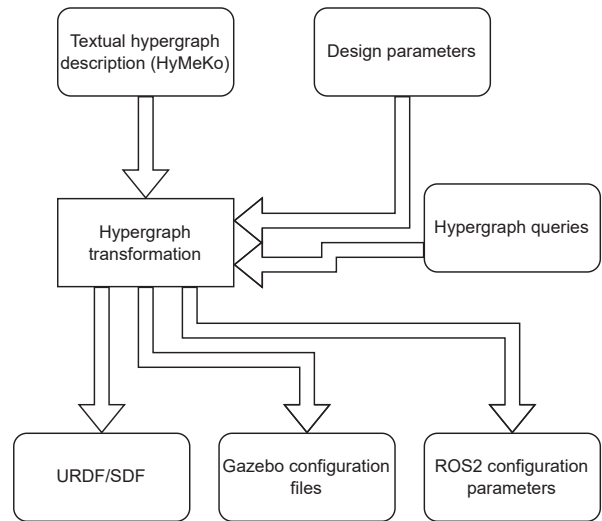 Textual hypergraph
description (HyMeKo)
Design parameters
Hypergraph
transformation
Hypergraph queries
URDF/SDF
Gazebo configuration
files
ROS2 configuration
parameters